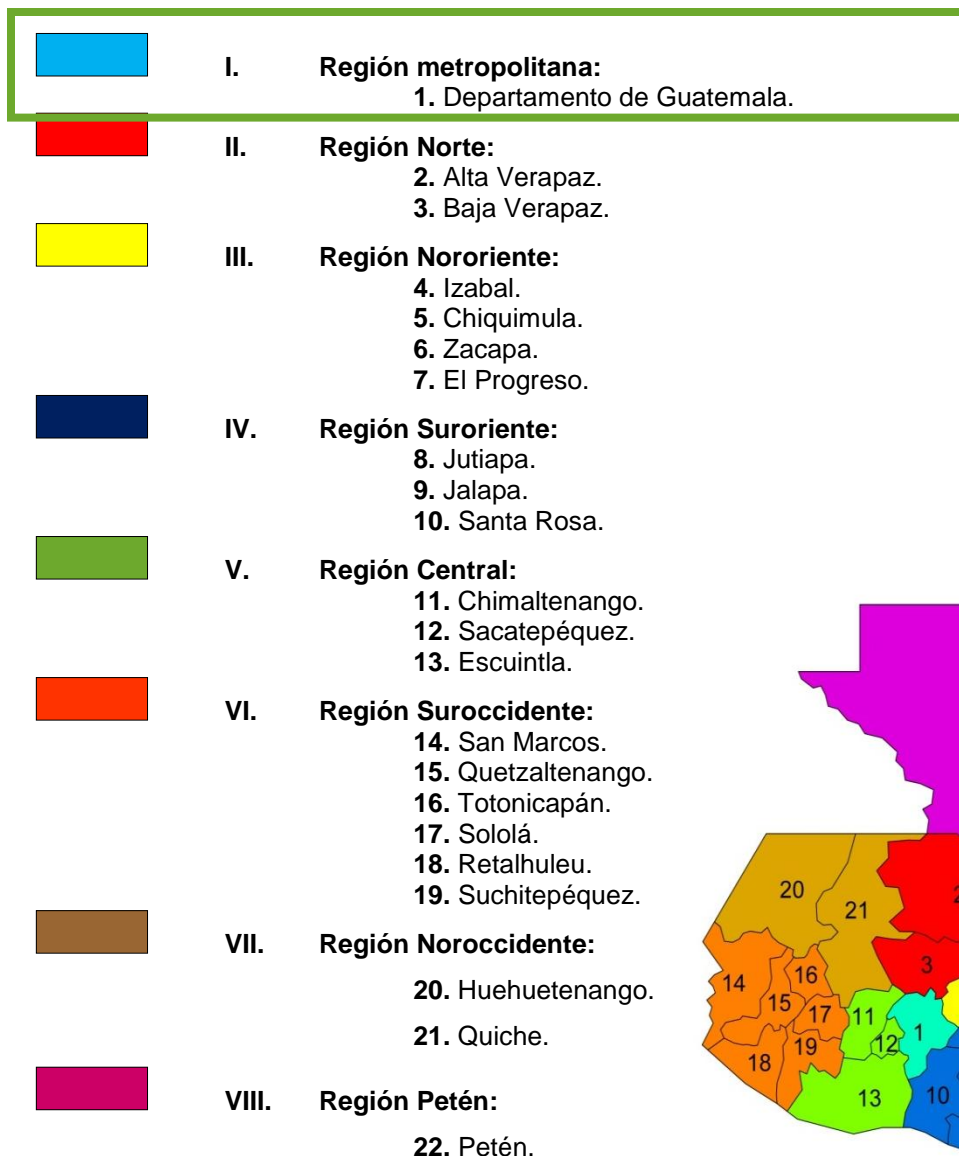 I. Región metropolitana:
1. Departamento de Guatemala.
II. Región Norte:
2. Alta Verapaz.
3. Baja Verapaz.
III. Región Nororiente:
4. Izabal.
5. Chiquimula.
6. Zacapa.
7. El Progreso.
IV. Región Suroriente:
8. Jutiapa.
9. Jalapa.
10. Santa Rosa.
V. Región Central:
11. Chimaltenango.
12. Sacatepéquez.
13. Escuintla.
VI. Región Suroccidente:
14. San Marcos.
15. Quetzaltenango.
16. Totonicapán.
17. Sololá.
18. Retalhuleu.
19. Suchitepéquez.
VII. Región Noroccidente:
20. Huehuetenango.
21. Quiche.
VIII. Región Petén:
22. Petén.
20
21
3
14
16
15
17
11
1
12
19
18
13
10